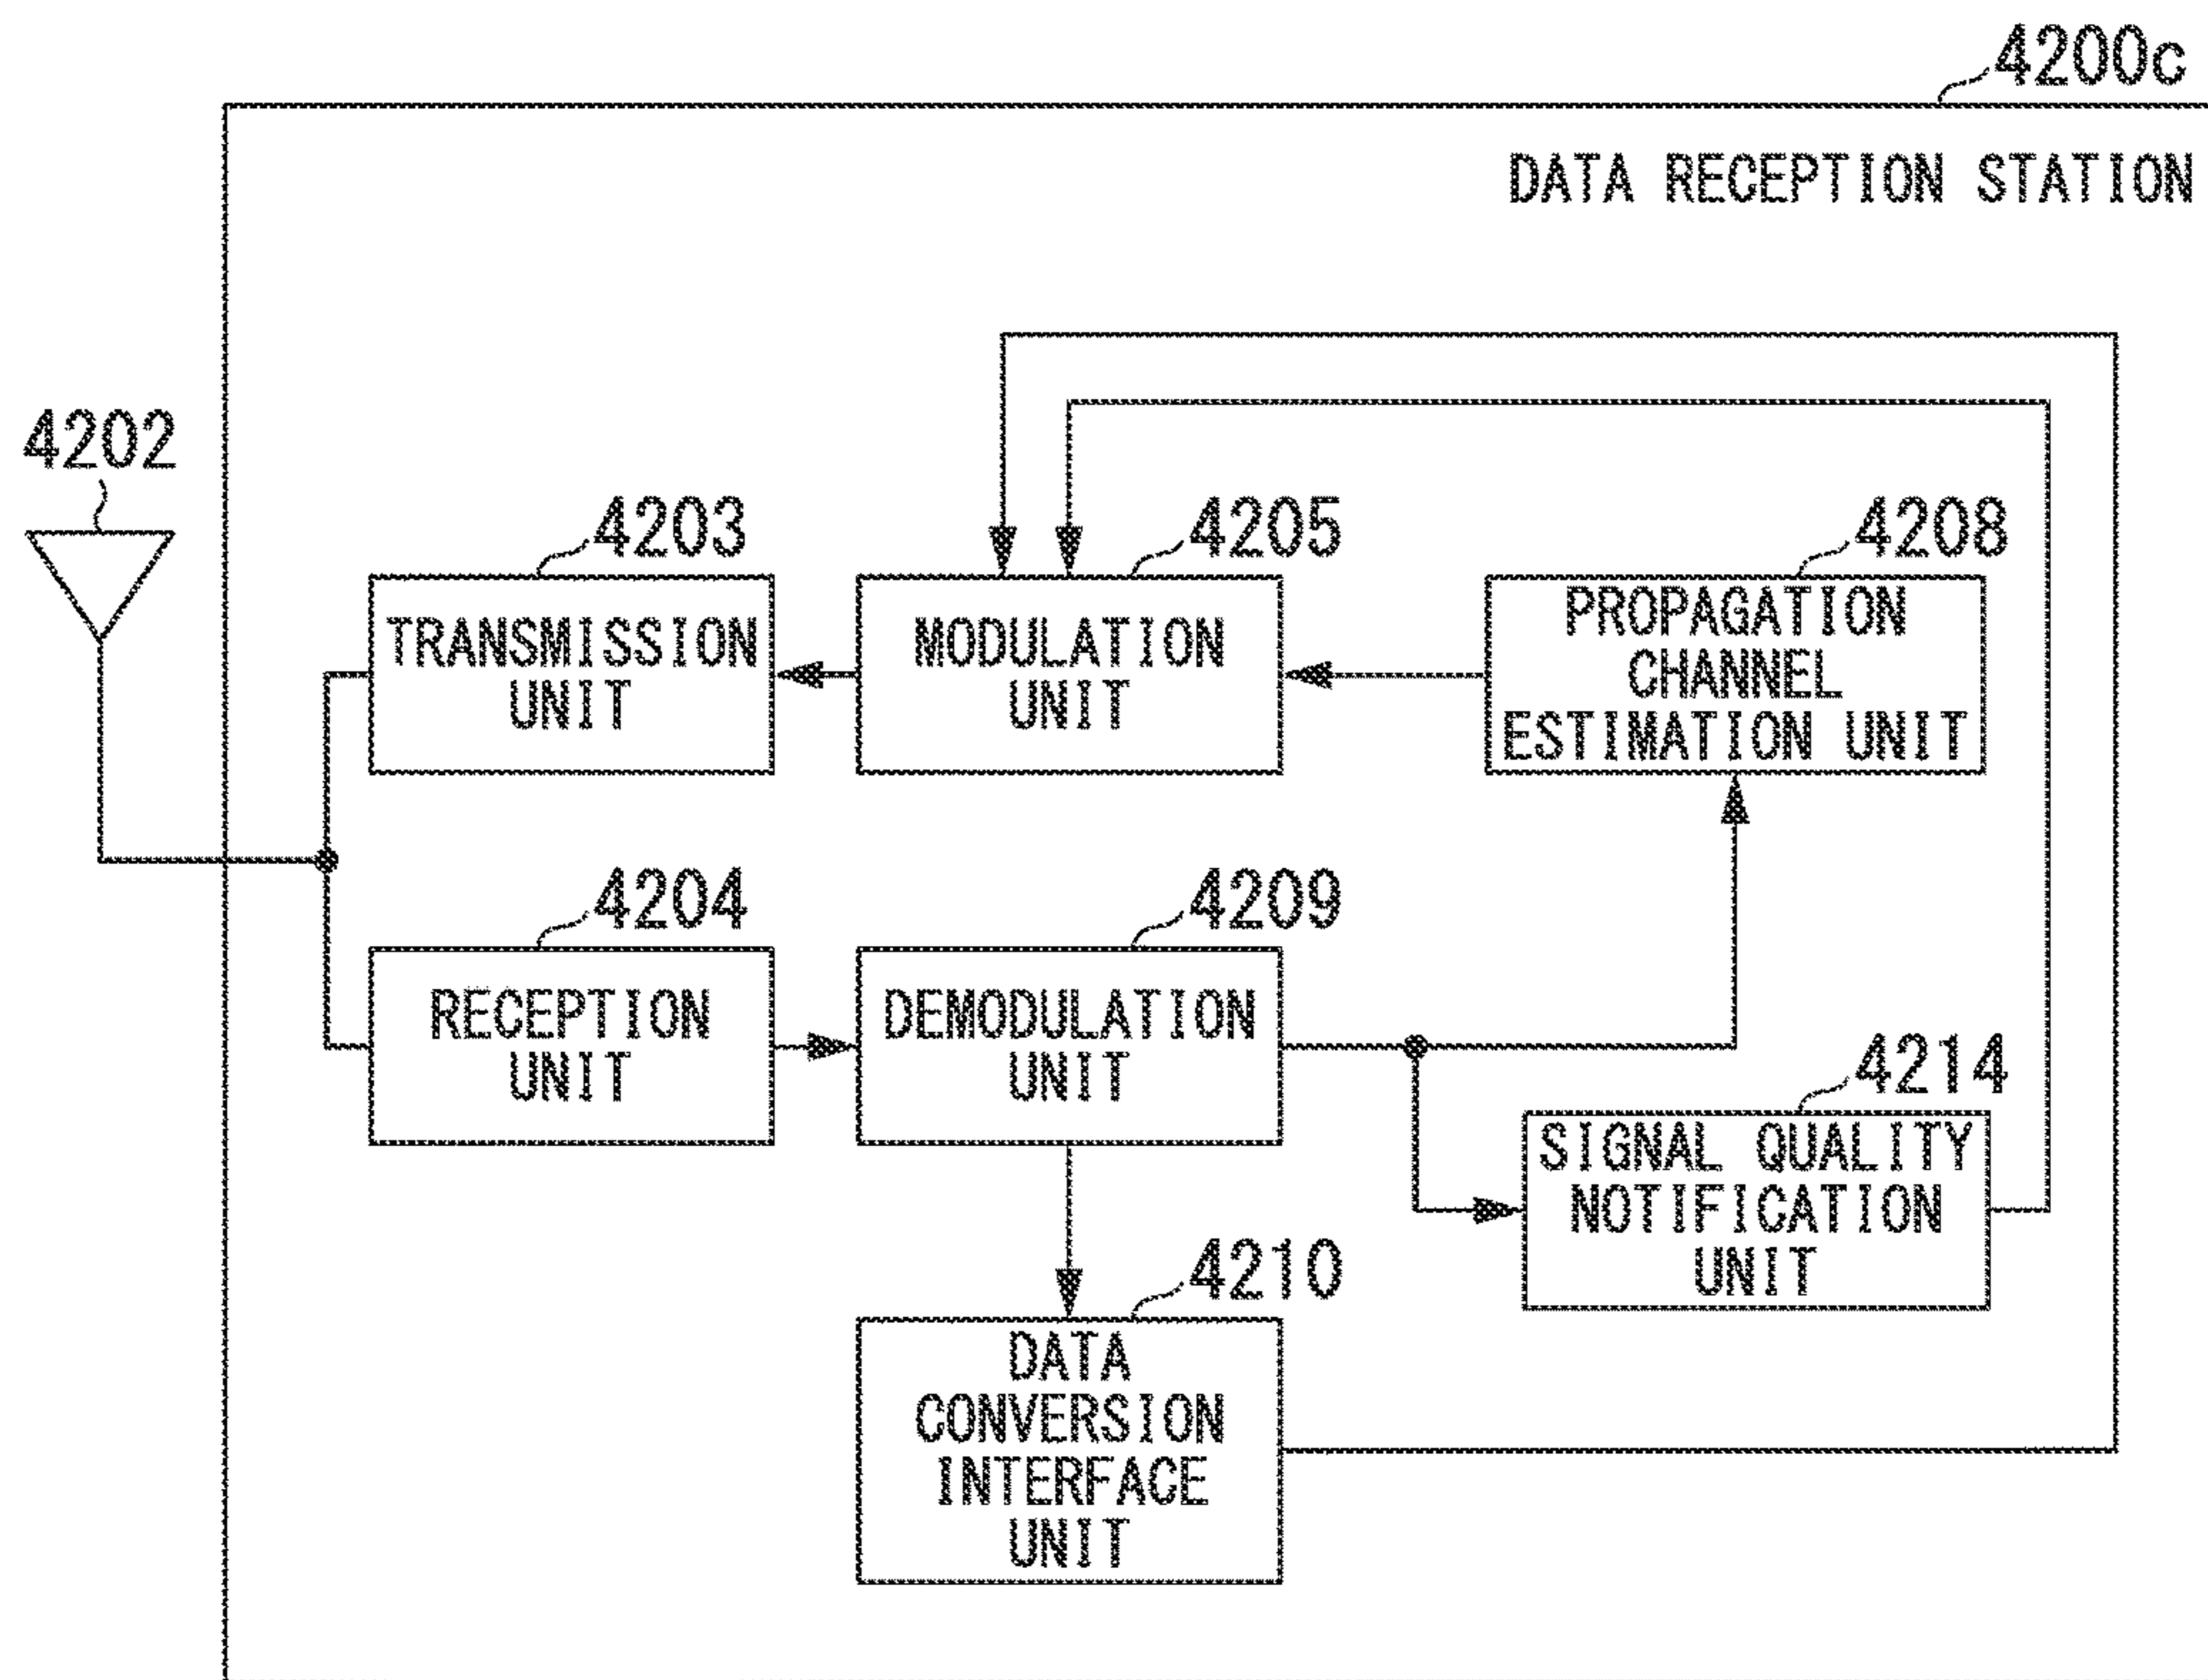 4200c
DATA RECEPTION STATION
4202
4203
TRANSMISSION
UNIT
4205
MODULATION
UNIT
4208
PROPAGATION
CHANNEL
ESTIMATION UNIT
4204
RECEPTION
UNIT
4209
DEMODULATION
UNIT
4214
SIGNAL QUALITY
NOTIFICATION
UNIT
4210
DATA
CONVERSION
INTERFACE
UNIT